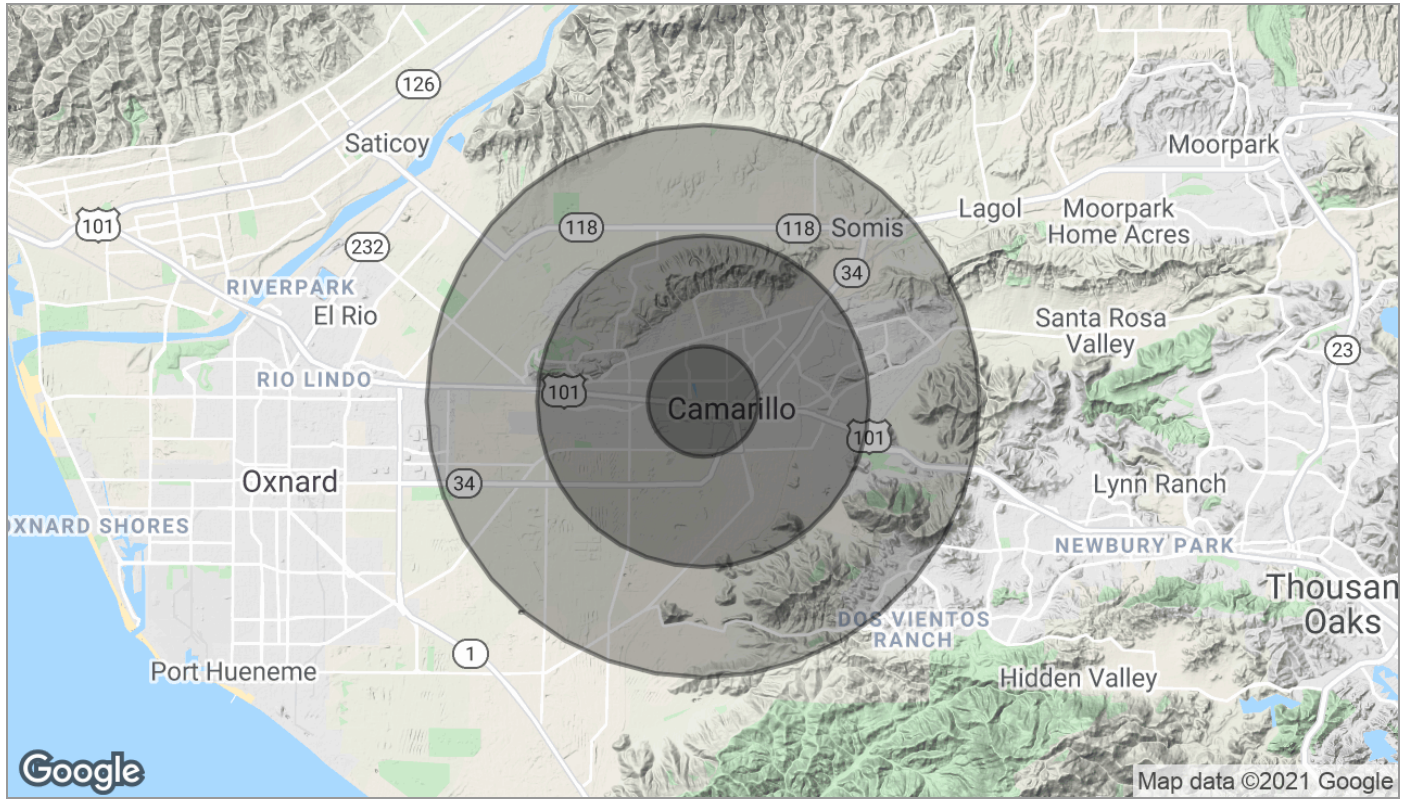 126
Saticoy
Moorpark
101
118
118
Somis
Lagol
Moorpark
Home Acres
232
34
RIVERPARK
El Rio
Santa Rosa
Valley
23
RIO LINDO
101
Camarillo
101
Oxnard
34
Lynn Ranch
OXNARD SHORES
NEWBURY PARK
Thousan
Oaks
DOS VIENTOS
RANCH
1
Port Hueneme
Hidden Valley
Google
Map data ©2021 Google